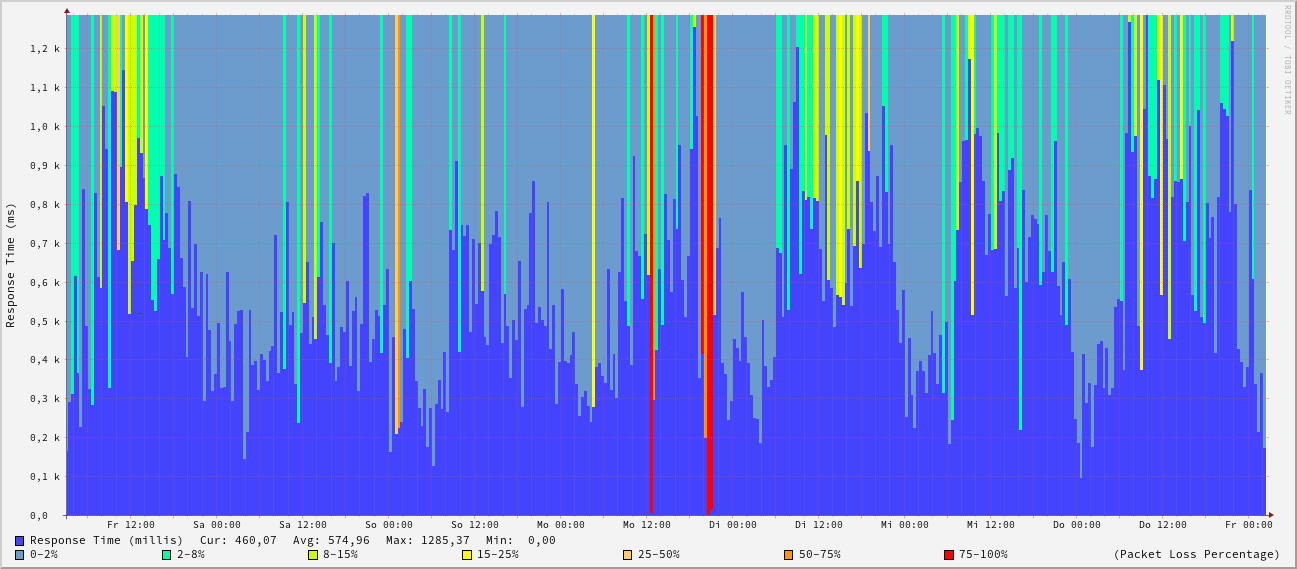 RRDTOOL / TOBI OETIKER
Response Time (ms)
1,2 k
1,1 k
1,0 k
0,9 k
0,8 k
0,7 k
0,6 k
0,5 k
0,4 k
0,3 k
0,2 k
0,1 k
0,0
Fr 12:00 Sa 00:00 Sa 12:00 So 00:00 So 12:00 Mo 00:00 Mo 12:00 Di 00:00 Di 12:00 Mi 00:00 Mi 12:00 Do 00:00 Do 12:00 Fr 00:00
Response Time (millis) Cur: 460,07 Avg: 574,96 Max: 1285,37 Min: 0,00
0-2% 2-8% 8-15% 15-25% 25-50% 50-75% 75-100% (Packet Loss Percentage)